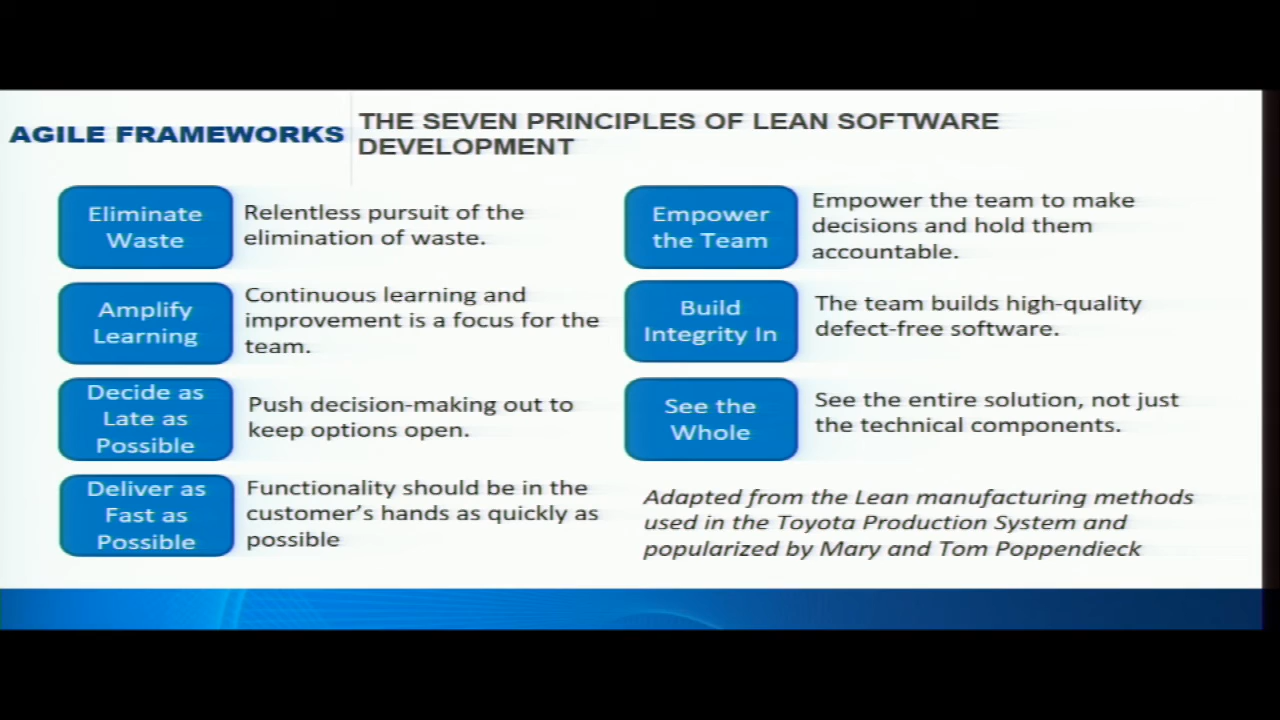 AGILE FRAMEWORKS
THE SEVEN PRINCIPLES OF LEAN SOFTWARE
DEVELOPMENT
Eliminate
Waste
Relentless pursuit of the
elimination of waste.
Amplify
Learning
Continuous learning and
improvement is a focus for the
team.
Decide as
Late as
Possible
Push decision-making out to
keep options open.
Deliver as
Fast as
Possible
Functionality should be in the
customer's hands as quickly as
possible
Empower
the Team
Empower the team to make
decisions and hold them
accountable.
Build
Integrity In
The team builds high-quality
defect-free software.
See the
Whole
See the entire solution, not just
the technical components.
Adapted from the Lean manufacturing methods
used in the Toyota Production System and
popularized by Mary and Tom Poppendieck